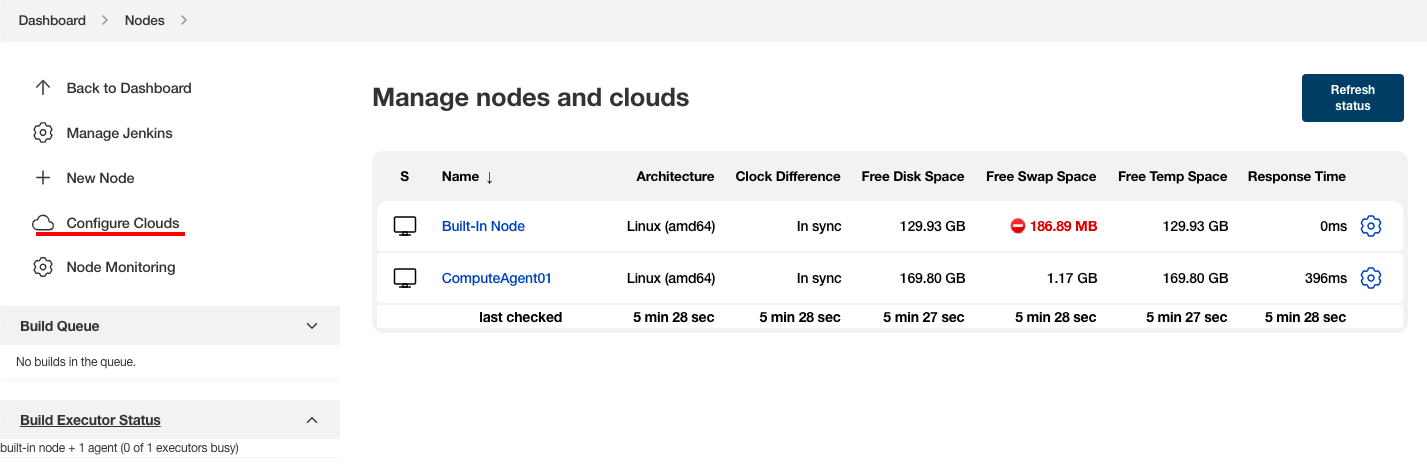 Dashboard > Nodes >
Back to Dashboard
Manage Jenkins
New Node
Configure Clouds
Node Monitoring
Build Queue
No builds in the queue.
Build Executor Status
built-in node + 1 agent (0 of 1 executors busy)
Manage nodes and clouds
Refresh
status
S Name ↓ Architecture Clock Difference Free Disk Space Free Swap Space Free Temp Space Response Time
Built-In Node Linux (amd64) In sync 129.93 GB 186.89 MB 129.93 GB 0ms
ComputeAgent01 Linux (amd64) In sync 169.80 GB 1.17 GB 169.80 GB 396ms
last checked 5 min 28 sec 5 min 28 sec 5 min 27 sec 5 min 28 sec 5 min 27 sec 5 min 28 sec